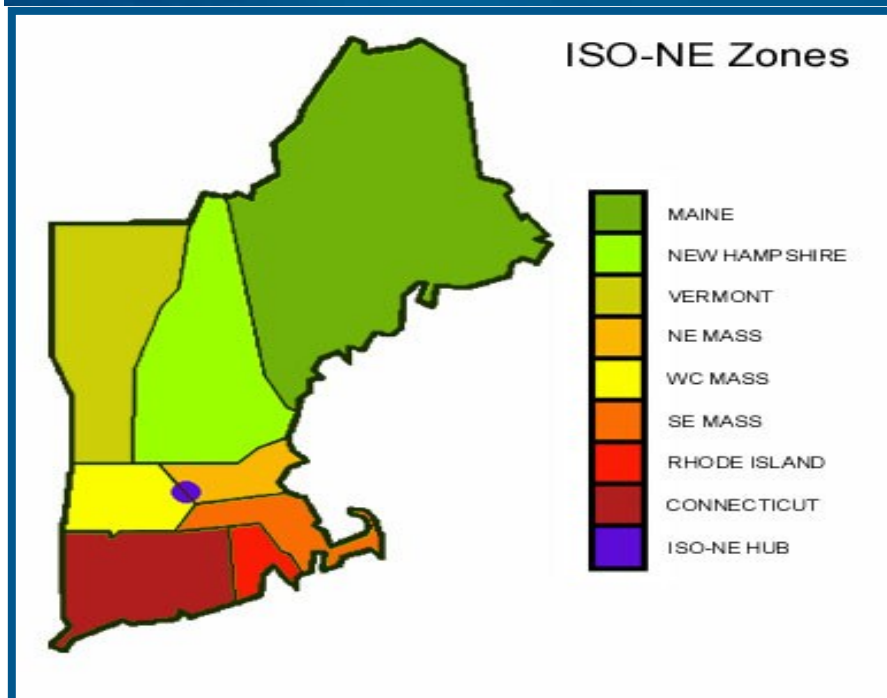 ISO-NE Zones
MAINE
NEW HAMPSHIRE
VERMONT
NE MASS
WC MASS
SE MASS
RHODE ISLAND
CONNECTICUT
ISO-NE HUB